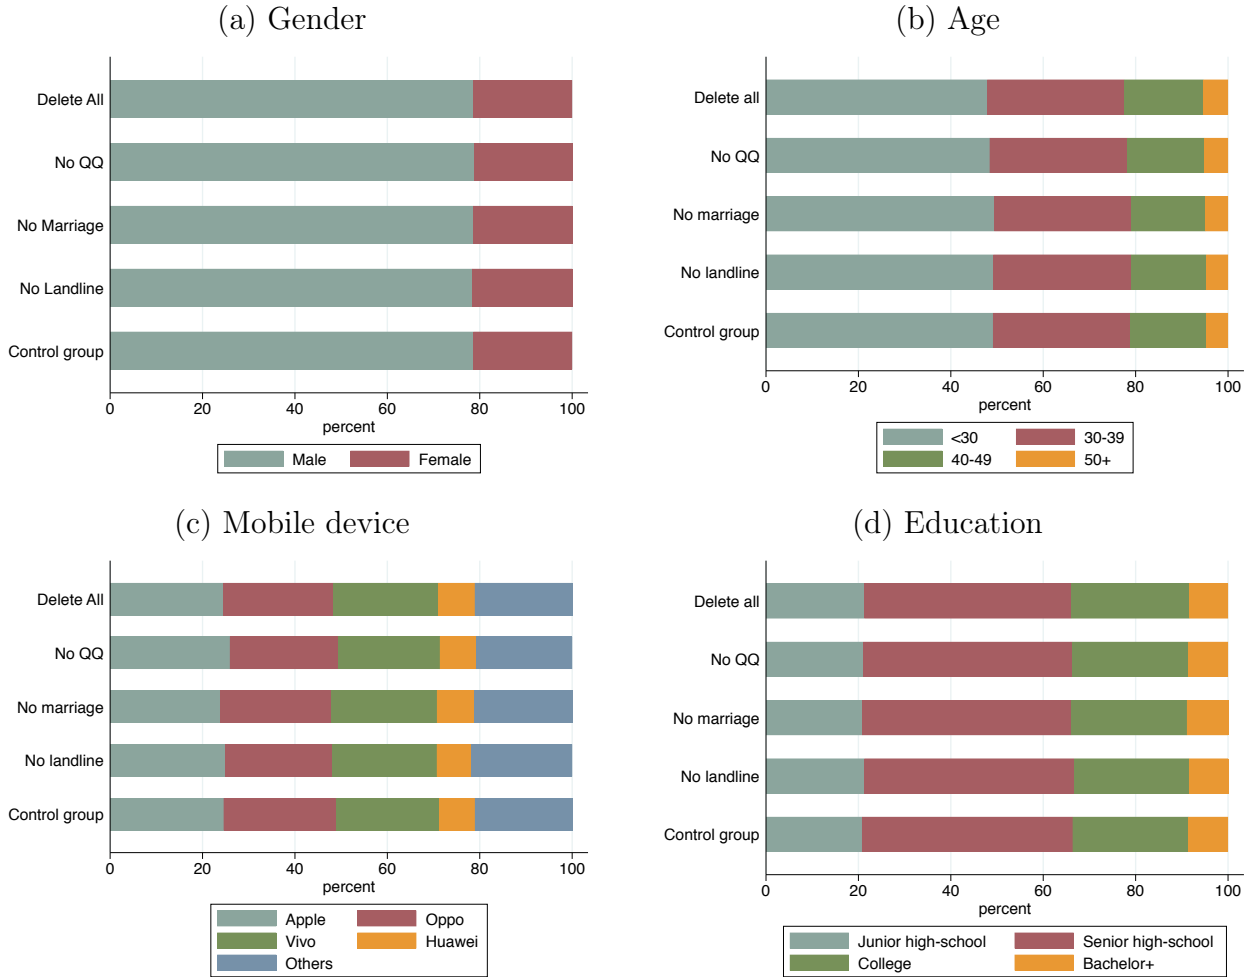 (a) Gender
Delete All
No QQ
No Marriage
No Landline
Control group
0 20 40 60 80 100
percent
Male Female
(b) Age
Delete all
No QQ
No marriage
No landline
Control group
0 20 40 60 80 100
percent
<30 30-39
40-49 50+
(c) Mobile device
Delete All
No QQ
No marriage
No landline
Control group
0 20 40 60 80 100
percent
Apple Oppo
Vivo Huawei
Others
(d) Education
Delete all
No QQ
No marriage
No landline
Control group
0 20 40 60 80 100
percent
Junior high-school Senior high-school
College Bachelor+